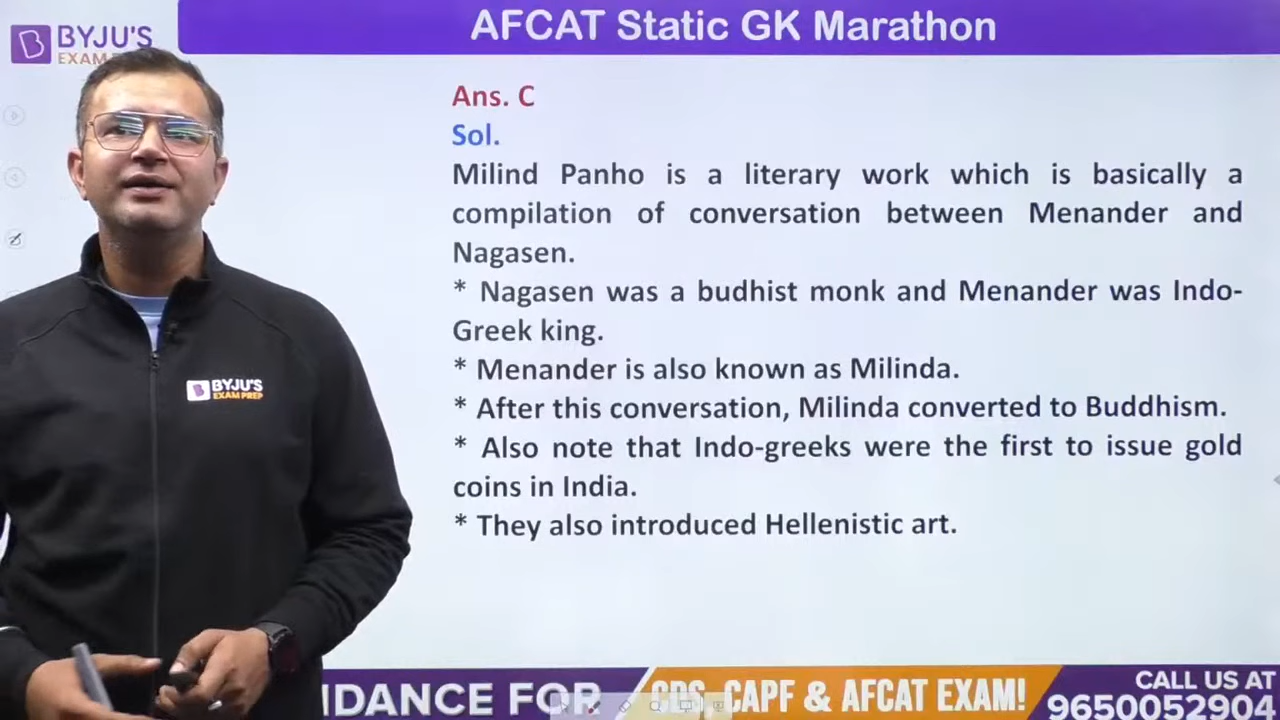 AFCAT Static GK Marathon
BYJU'S
EXAM
Ans. C
Sol.
Milind Panho is a literary work which is basically a
compilation of conversation between Menander and
Nagasen.
* Nagasen was a budhist monk and Menander was Indo-
Greek king.
* Menander is also known as Milinda.
* After this conversation, Milinda converted to Buddhism.
* Also note that Indo-greeks were the first to issue gold
coins in India.
* They also introduced Hellenistic art.
BYJU'S
EXAM PREP
IDANCE FOR
CDS, CAPF & AFCAT EXAM!
CALL US AT
9650052904